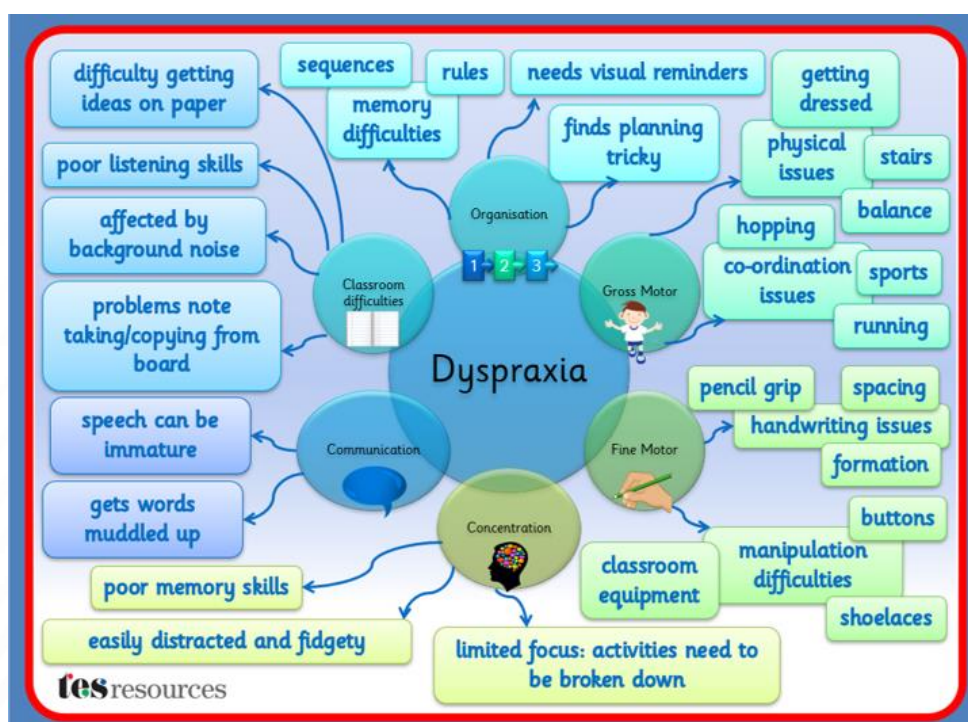 difficulty getting
ideas on paper
poor listening skills
affected by
background noise
problems note
taking/copying from
board
Classroom
difficulties
sequences
rules
memory
difficulties
needs visual reminders
finds planning
tricky
Organisation
1 2 3
getting
dressed
physical
issues
stairs
balance
hopping
co-ordination
issues
sports
running
Gross Motor
Dyspraxia
pencil grip
spacing
handwriting issues
formation
Fine Motor
buttons
manipulation
difficulties
classroom
equipment
shoelaces
speech can be
immature
gets words
muddled up
Communication
Concentration
poor memory skills
easily distracted and fidgety
limited focus: activities need to
be broken down
tes resources